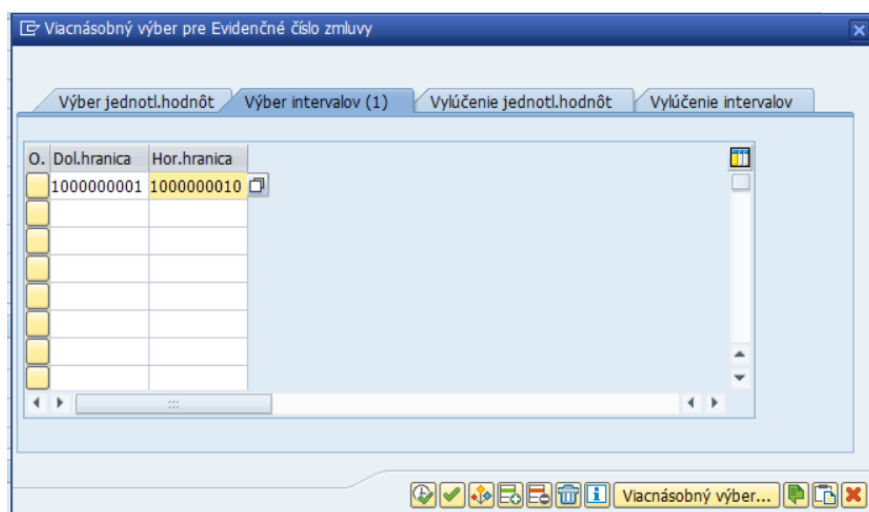 Viacnásobný výber pre Evidenčné číslo zmluvy
Výber jednotl.hodnôt Výber intervalov (1) Vylúčenie jednotl.hodnôt Vylúčenie intervalov
O. Dol.hranica Hor.hranica
1000000001 1000000010
Viacnásobný výber...